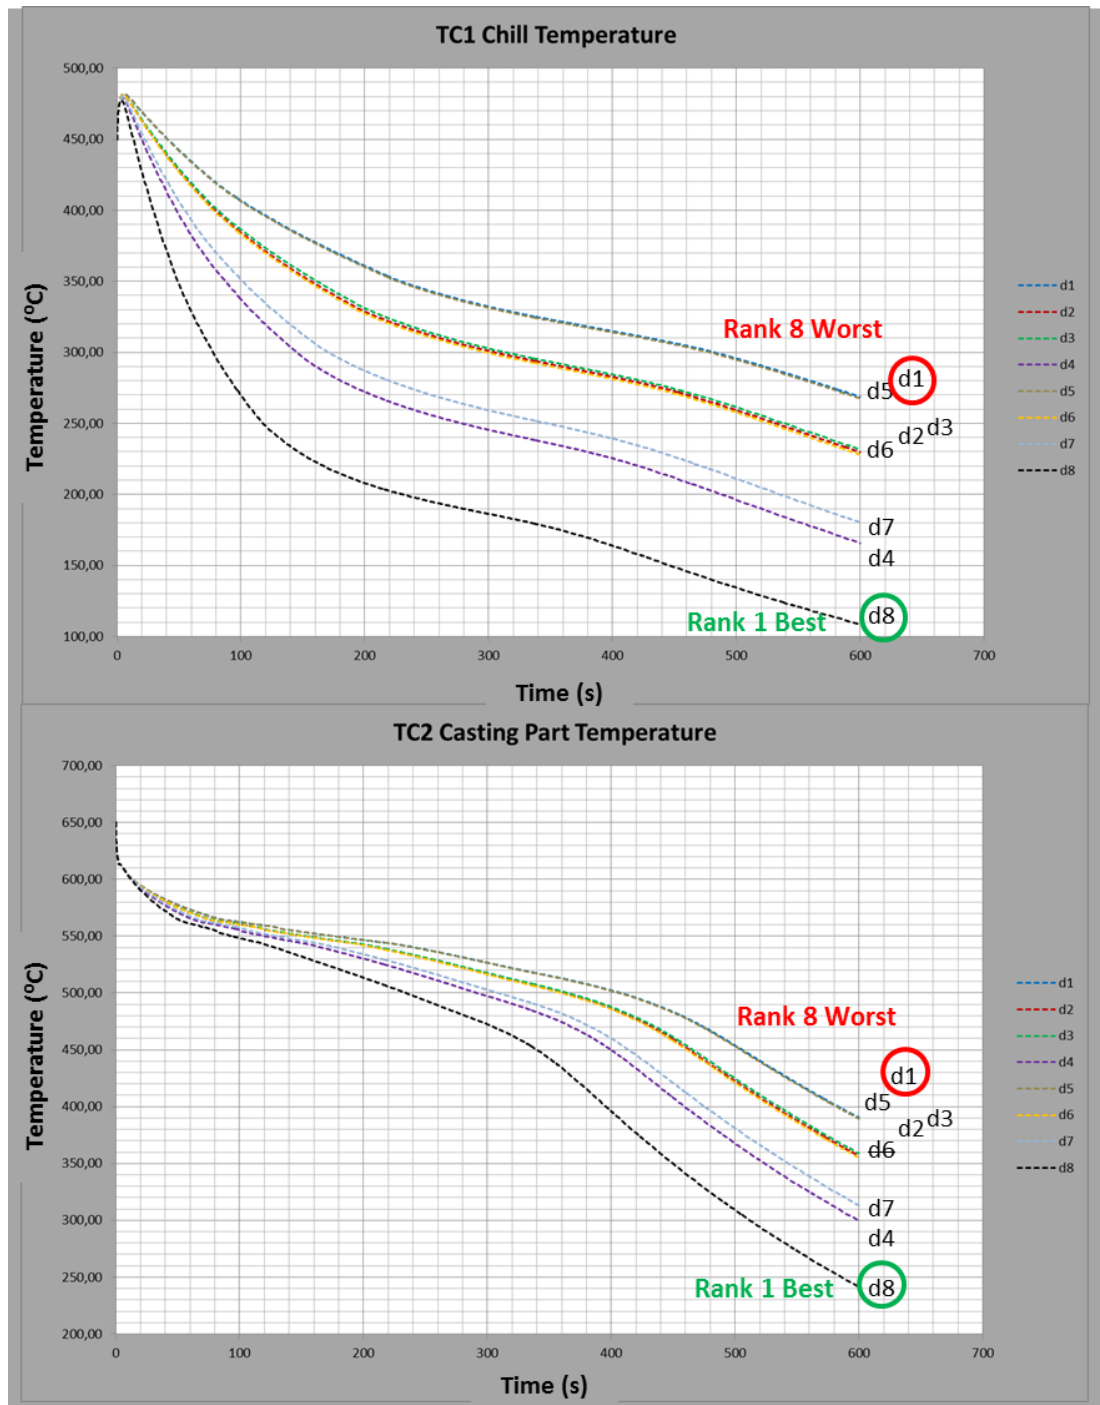 TC1 Chill Temperature
500,00
450,00
400,00
350,00
300,00
250,00
200,00
150,00
100,00
Temperature (⁰C)
0 100 200 300 400 500 600 700
Time (s)
Rank 8 Worst
d5 d1
d6 d2 d3
d7
d4
Rank 1 Best d8
d1
d2
d3
d4
d5
d6
d7
d8
TC2 Casting Part Temperature
700,00
650,00
600,00
550,00
500,00
450,00
400,00
350,00
300,00
250,00
200,00
Temperature (⁰C)
0 100 200 300 400 500 600 700
Time (s)
Rank 8 Worst
d1
d5
d2 d3
d6
d7
d4
Rank 1 Best d8
d1
d2
d3
d4
d5
d6
d7
d8